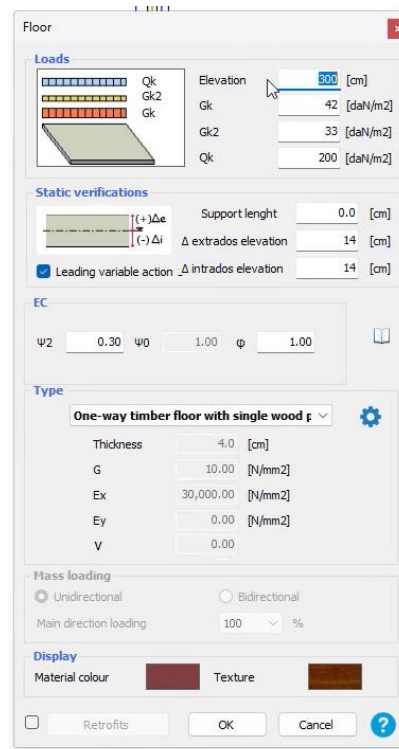 Floor
x
Loads
Qk
Gk2
Gk
Elevation 300 [cm]
Gk 42 [daN/m2]
Gk2 33 [daN/m2]
Qk 200 [daN/m2]
Static verifications
(+)Δe
(-)Δi
Support lenght 0.0 [cm]
Δ extrados elevation 14 [cm]
Leading variable action Δ intrados elevation 14 [cm]
EC
Ψ2 0.30 Ψ0 1.00 φ 1.00
Type
One-way timber floor with single wood p
Thickness 4.0 [cm]
G 10.00 [N/mm2]
Ex 30,000.00 [N/mm2]
Ey 0.00 [N/mm2]
V 0.00
Mass loading
Unidirectional Bidirectional
Main direction loading 100 %
Display
Material colour Texture
Retrofits OK Cancel ?